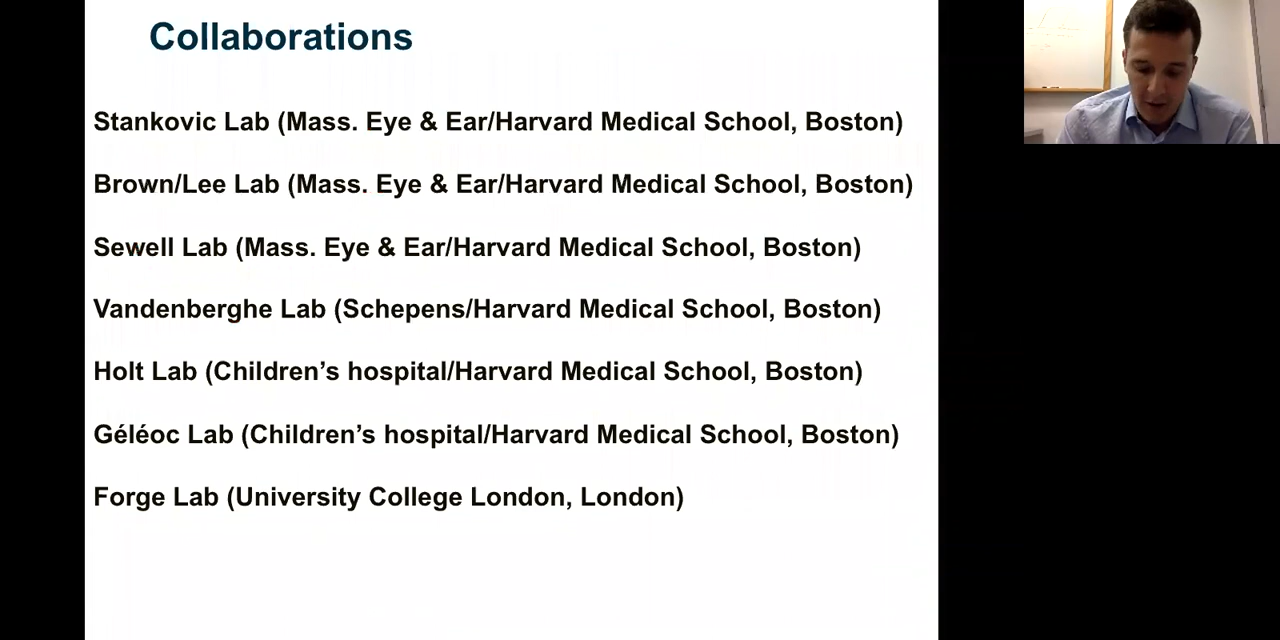 Collaborations
Stankovic Lab (Mass. Eye & Ear/Harvard Medical School, Boston)
Brown/Lee Lab (Mass. Eye & Ear/Harvard Medical School, Boston)
Sewell Lab (Mass. Eye & Ear/Harvard Medical School, Boston)
Vandenberghe Lab (Schepens/Harvard Medical School, Boston)
Holt Lab (Children’s hospital/Harvard Medical School, Boston)
Géléoc Lab (Children’s hospital/Harvard Medical School, Boston)
Forge Lab (University College London, London)